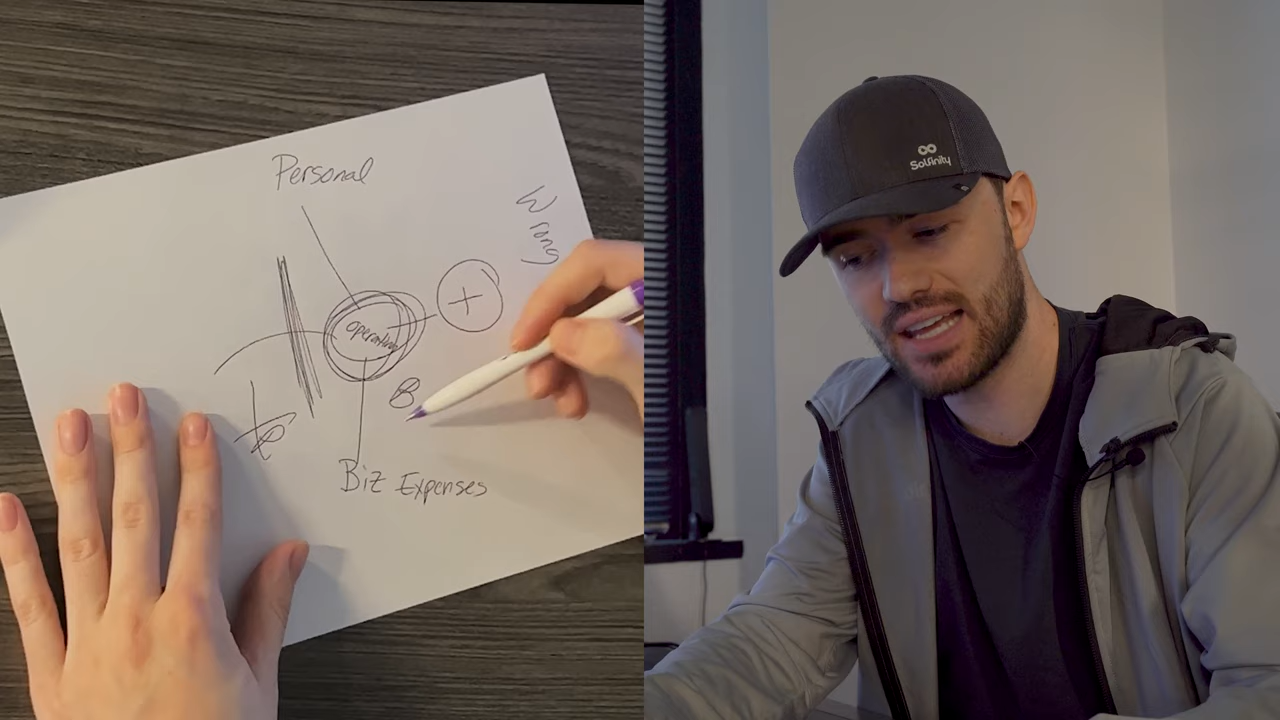 Personal
Wrong
+
operating
B
Biz Expenses
∞
Solfinity